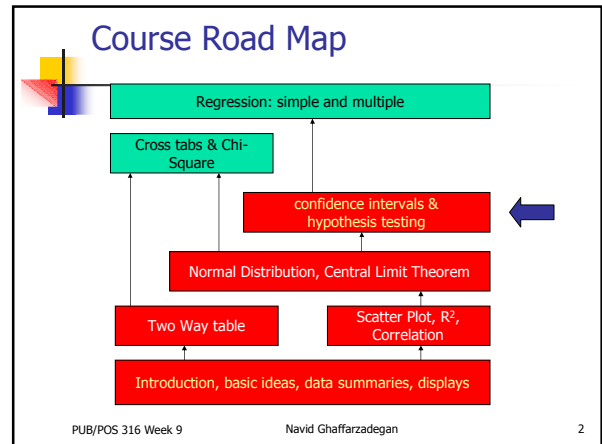 Course Road Map
Regression: simple and multiple
Cross tabs & Chi-
Square
confidence intervals &
hypothesis testing
Normal Distribution, Central Limit Theorem
Two Way table
Scatter Plot, R²,
Correlation
Introduction, basic ideas, data summaries, displays
PUB/POS 316 Week 9
Navid Ghaffarzadegan
2